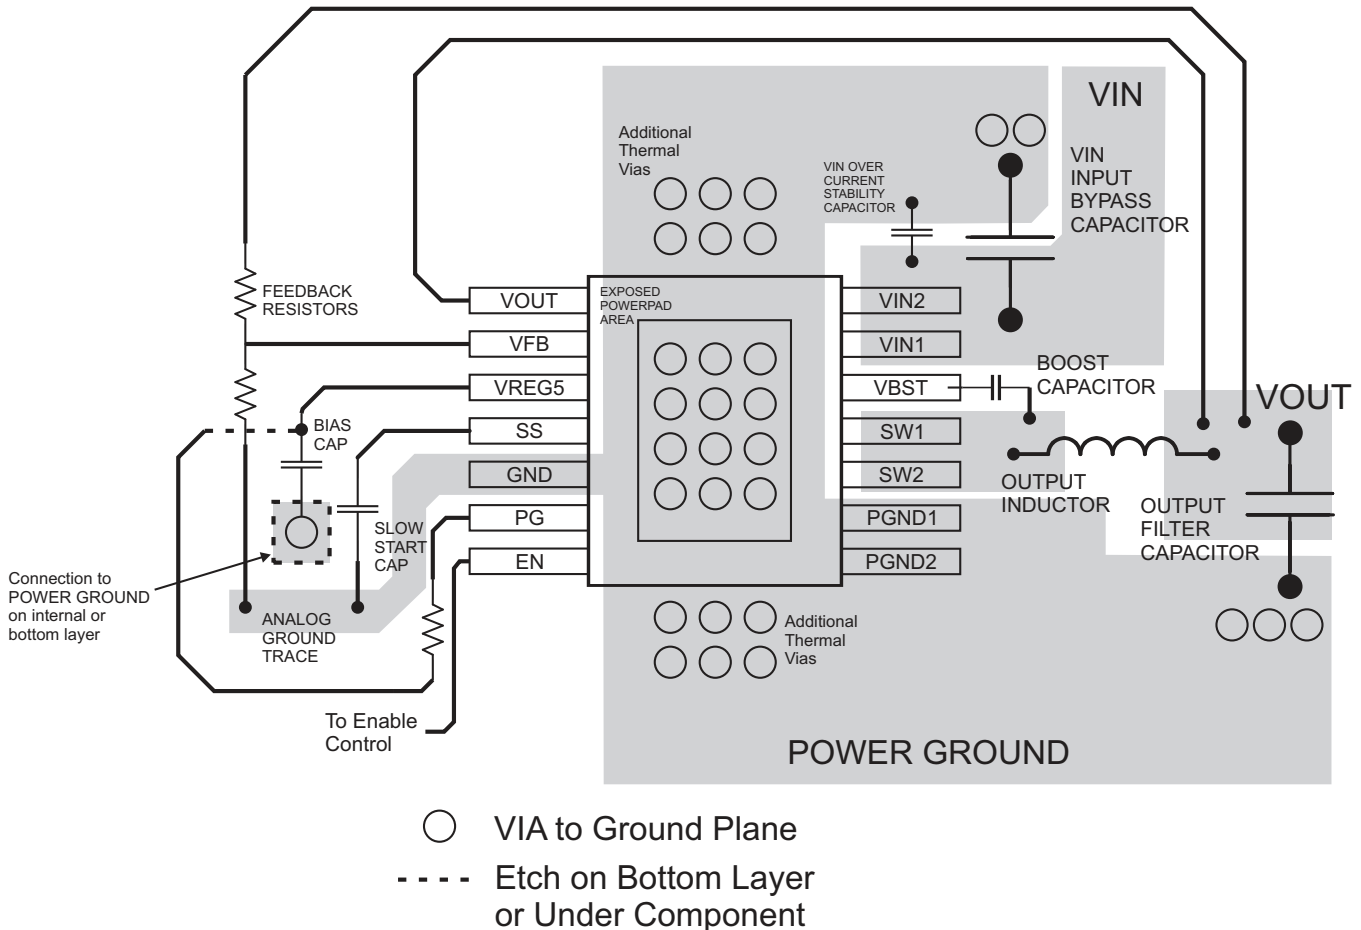 VIN
Additional
Thermal
Vias
VIN OVER
CURRENT
STABILITY
CAPACITOR
VIN
INPUT
BYPASS
CAPACITOR
FEEDBACK
RESISTORS
VOUT
VFB
VREG5
SS
GND
PG
EN
EXPOSED
POWERPAD
AREA
VIN2
VIN1
VBST
SW1
SW2
PGND1
PGND2
BOOST
CAPACITOR
VOUT
BIAS
CAP
OUTPUT
INDUCTOR
OUTPUT
FILTER
CAPACITOR
SLOW
START
CAP
Connection to
POWER GROUND
on internal or
bottom layer
ANALOG
GROUND
TRACE
Additional
Thermal
Vias
To Enable
Control
POWER GROUND
VIA to Ground Plane
Etch on Bottom Layer
or Under Component